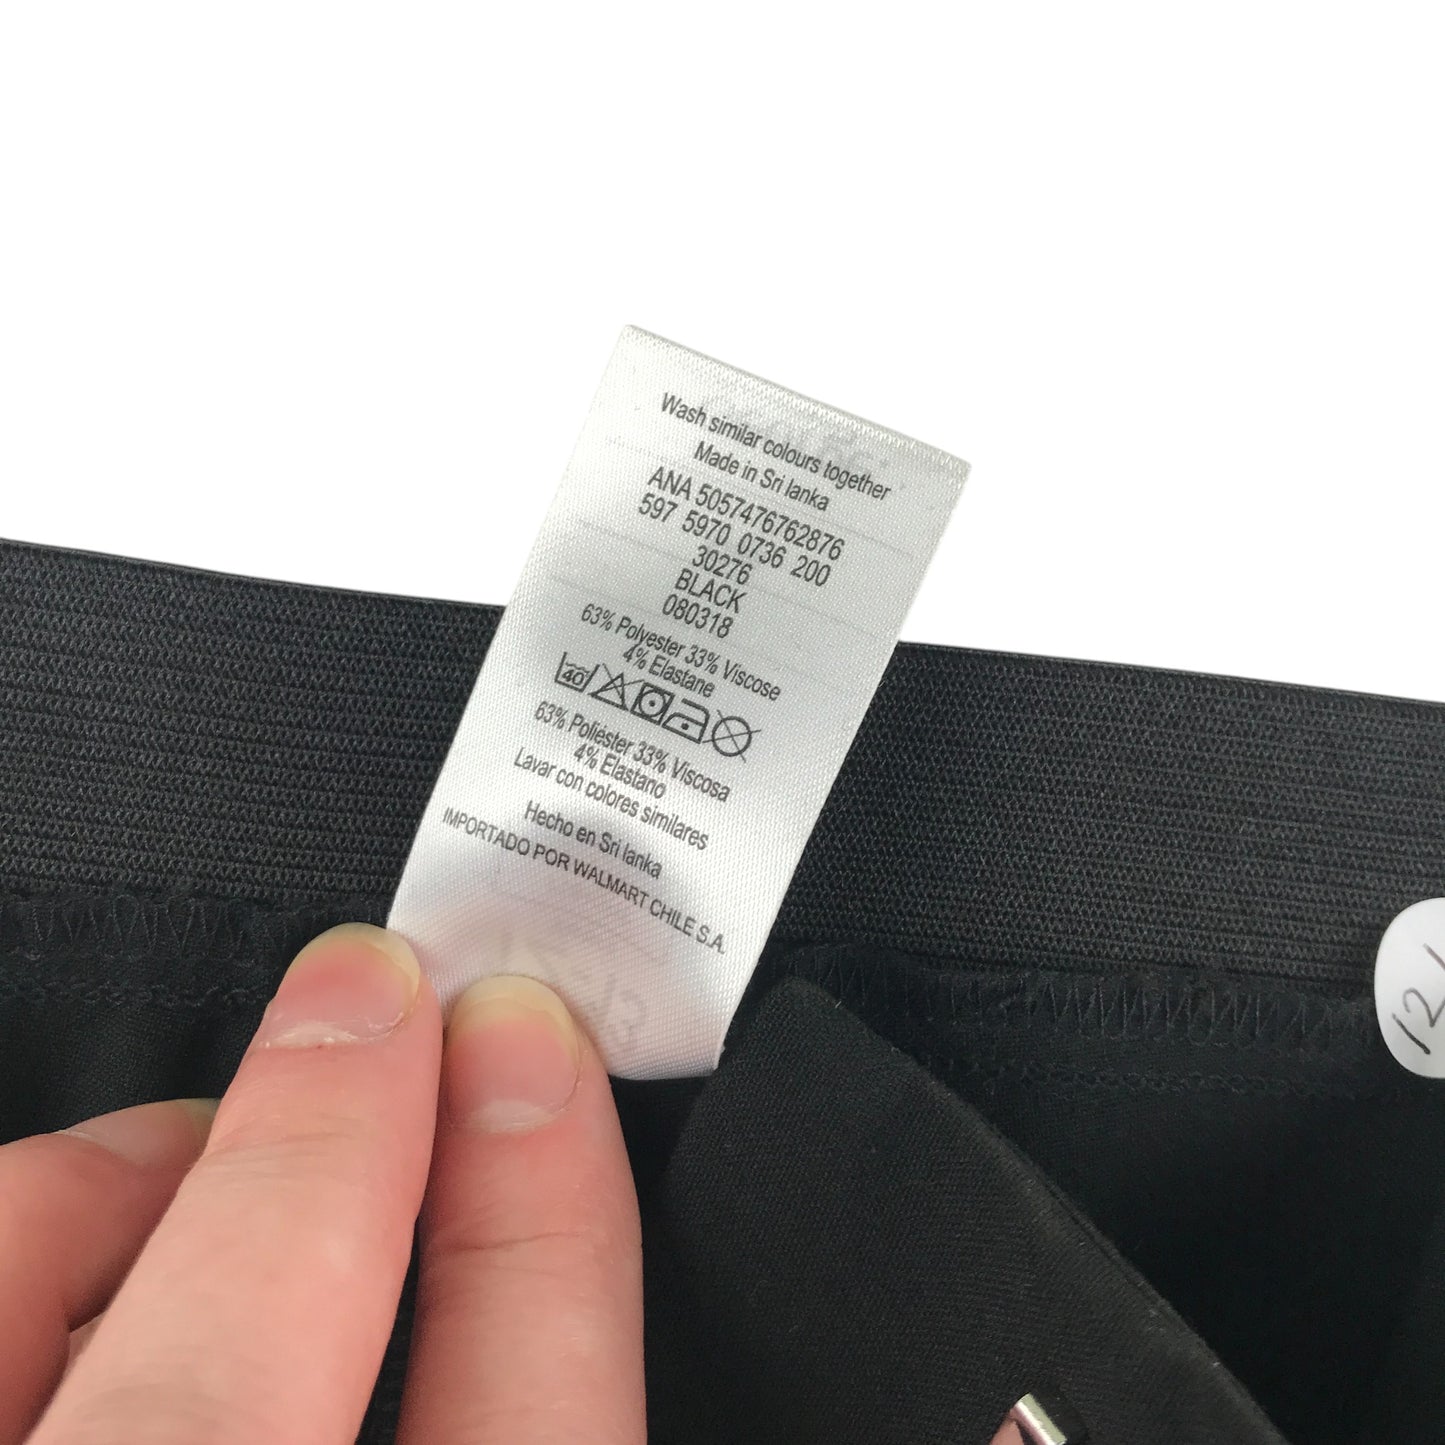 Wash similar colours together
Made in Sri lanka
ANA 5057476762876
597 5970 0736 200
30276
BLACK
080318
63% Polyester 33% Viscose
4% Elastane
40
63% Poliester 33% Viscosa
4% Elastano
Lavar con colores similares
Hecho en Sri lanka
IMPORTADO POR WALMART CHILE S.A.